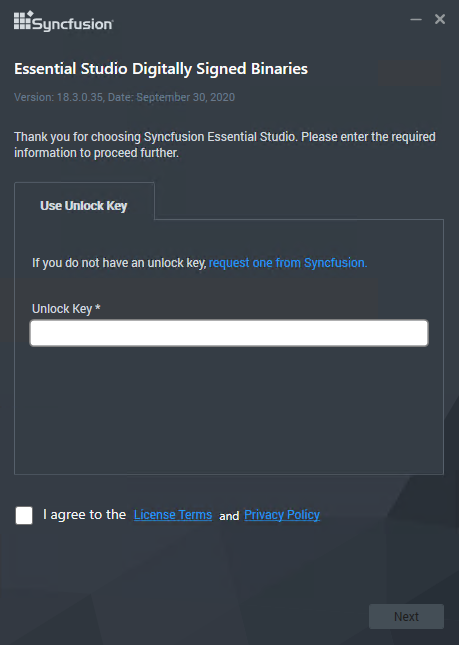 Syncfusion®
Essential Studio Digitally Signed Binaries
Version: 18.3.0.35, Date: September 30, 2020
Thank you for choosing Syncfusion Essential Studio. Please enter the required
information to proceed further.
Use Unlock Key
If you do not have an unlock key, request one from Syncfusion.
Unlock Key *
I agree to the License Terms and Privacy Policy
Next